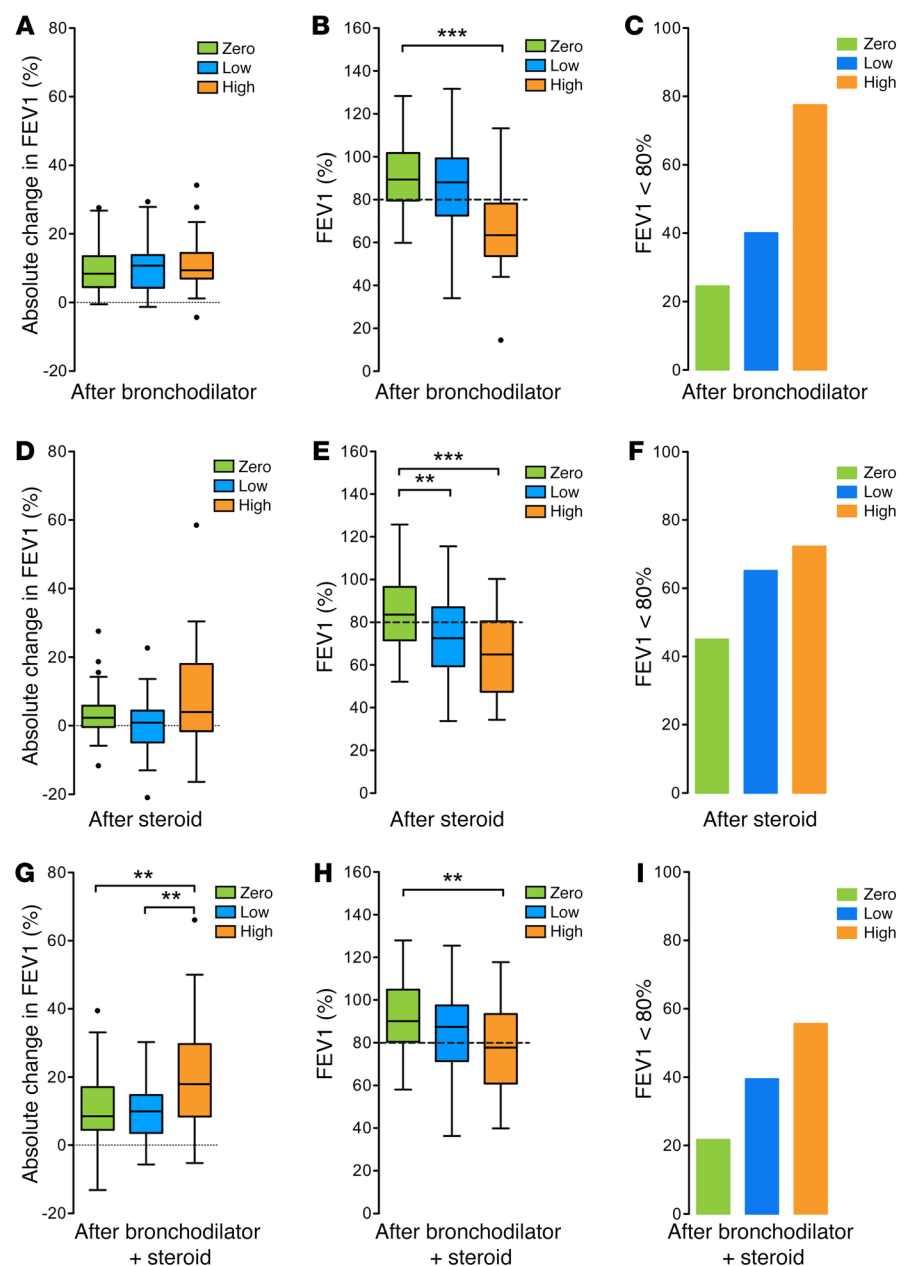 A
Absolute change in FEV1 (%)
80
60
40
20
0
-20
Zero
Low
High
After bronchodilator
B
FEV1 (%)
160
140
120
100
80
60
40
20
0
***
Zero
Low
High
After bronchodilator
C
FEV1 < 80%
100
80
60
40
20
0
Zero
Low
High
After bronchodilator
D
Absolute change in FEV1 (%)
80
60
40
20
0
-20
Zero
Low
High
After steroid
E
FEV1 (%)
160
140
120
100
80
60
40
20
0
***
**
Zero
Low
High
After steroid
F
FEV1 < 80%
100
80
60
40
20
0
Zero
Low
High
After steroid
G
Absolute change in FEV1 (%)
80
60
40
20
0
-20
**
**
Zero
Low
High
After bronchodilator
+ steroid
H
FEV1 (%)
160
140
120
100
80
60
40
20
0
**
Zero
Low
High
After bronchodilator
+ steroid
I
FEV1 < 80%
100
80
60
40
20
0
Zero
Low
High
After bronchodilator
+ steroid